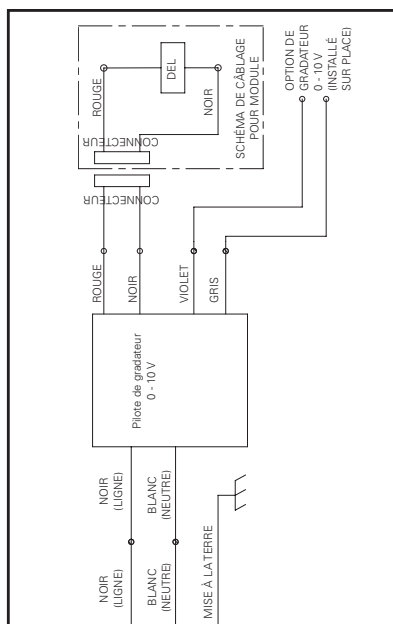 ROUGE
DEL
NOIR
SCHÉMA DE CÂBLAGE
POUR MODULE
CONNECTEUR
CONNECTEUR
OPTION DE
GRADATEUR
0 - 10 V
(INSTALLÉ
SUR PLACE)
ROUGE
NOIR
VIOLET
GRIS
Pilote de gradateur
0 - 10 V
NOIR
(LIGNE)
BLANC
(NEUTRE)
NOIR
(LIGNE)
BLANC
(NEUTRE)
MISE À LA TERRE